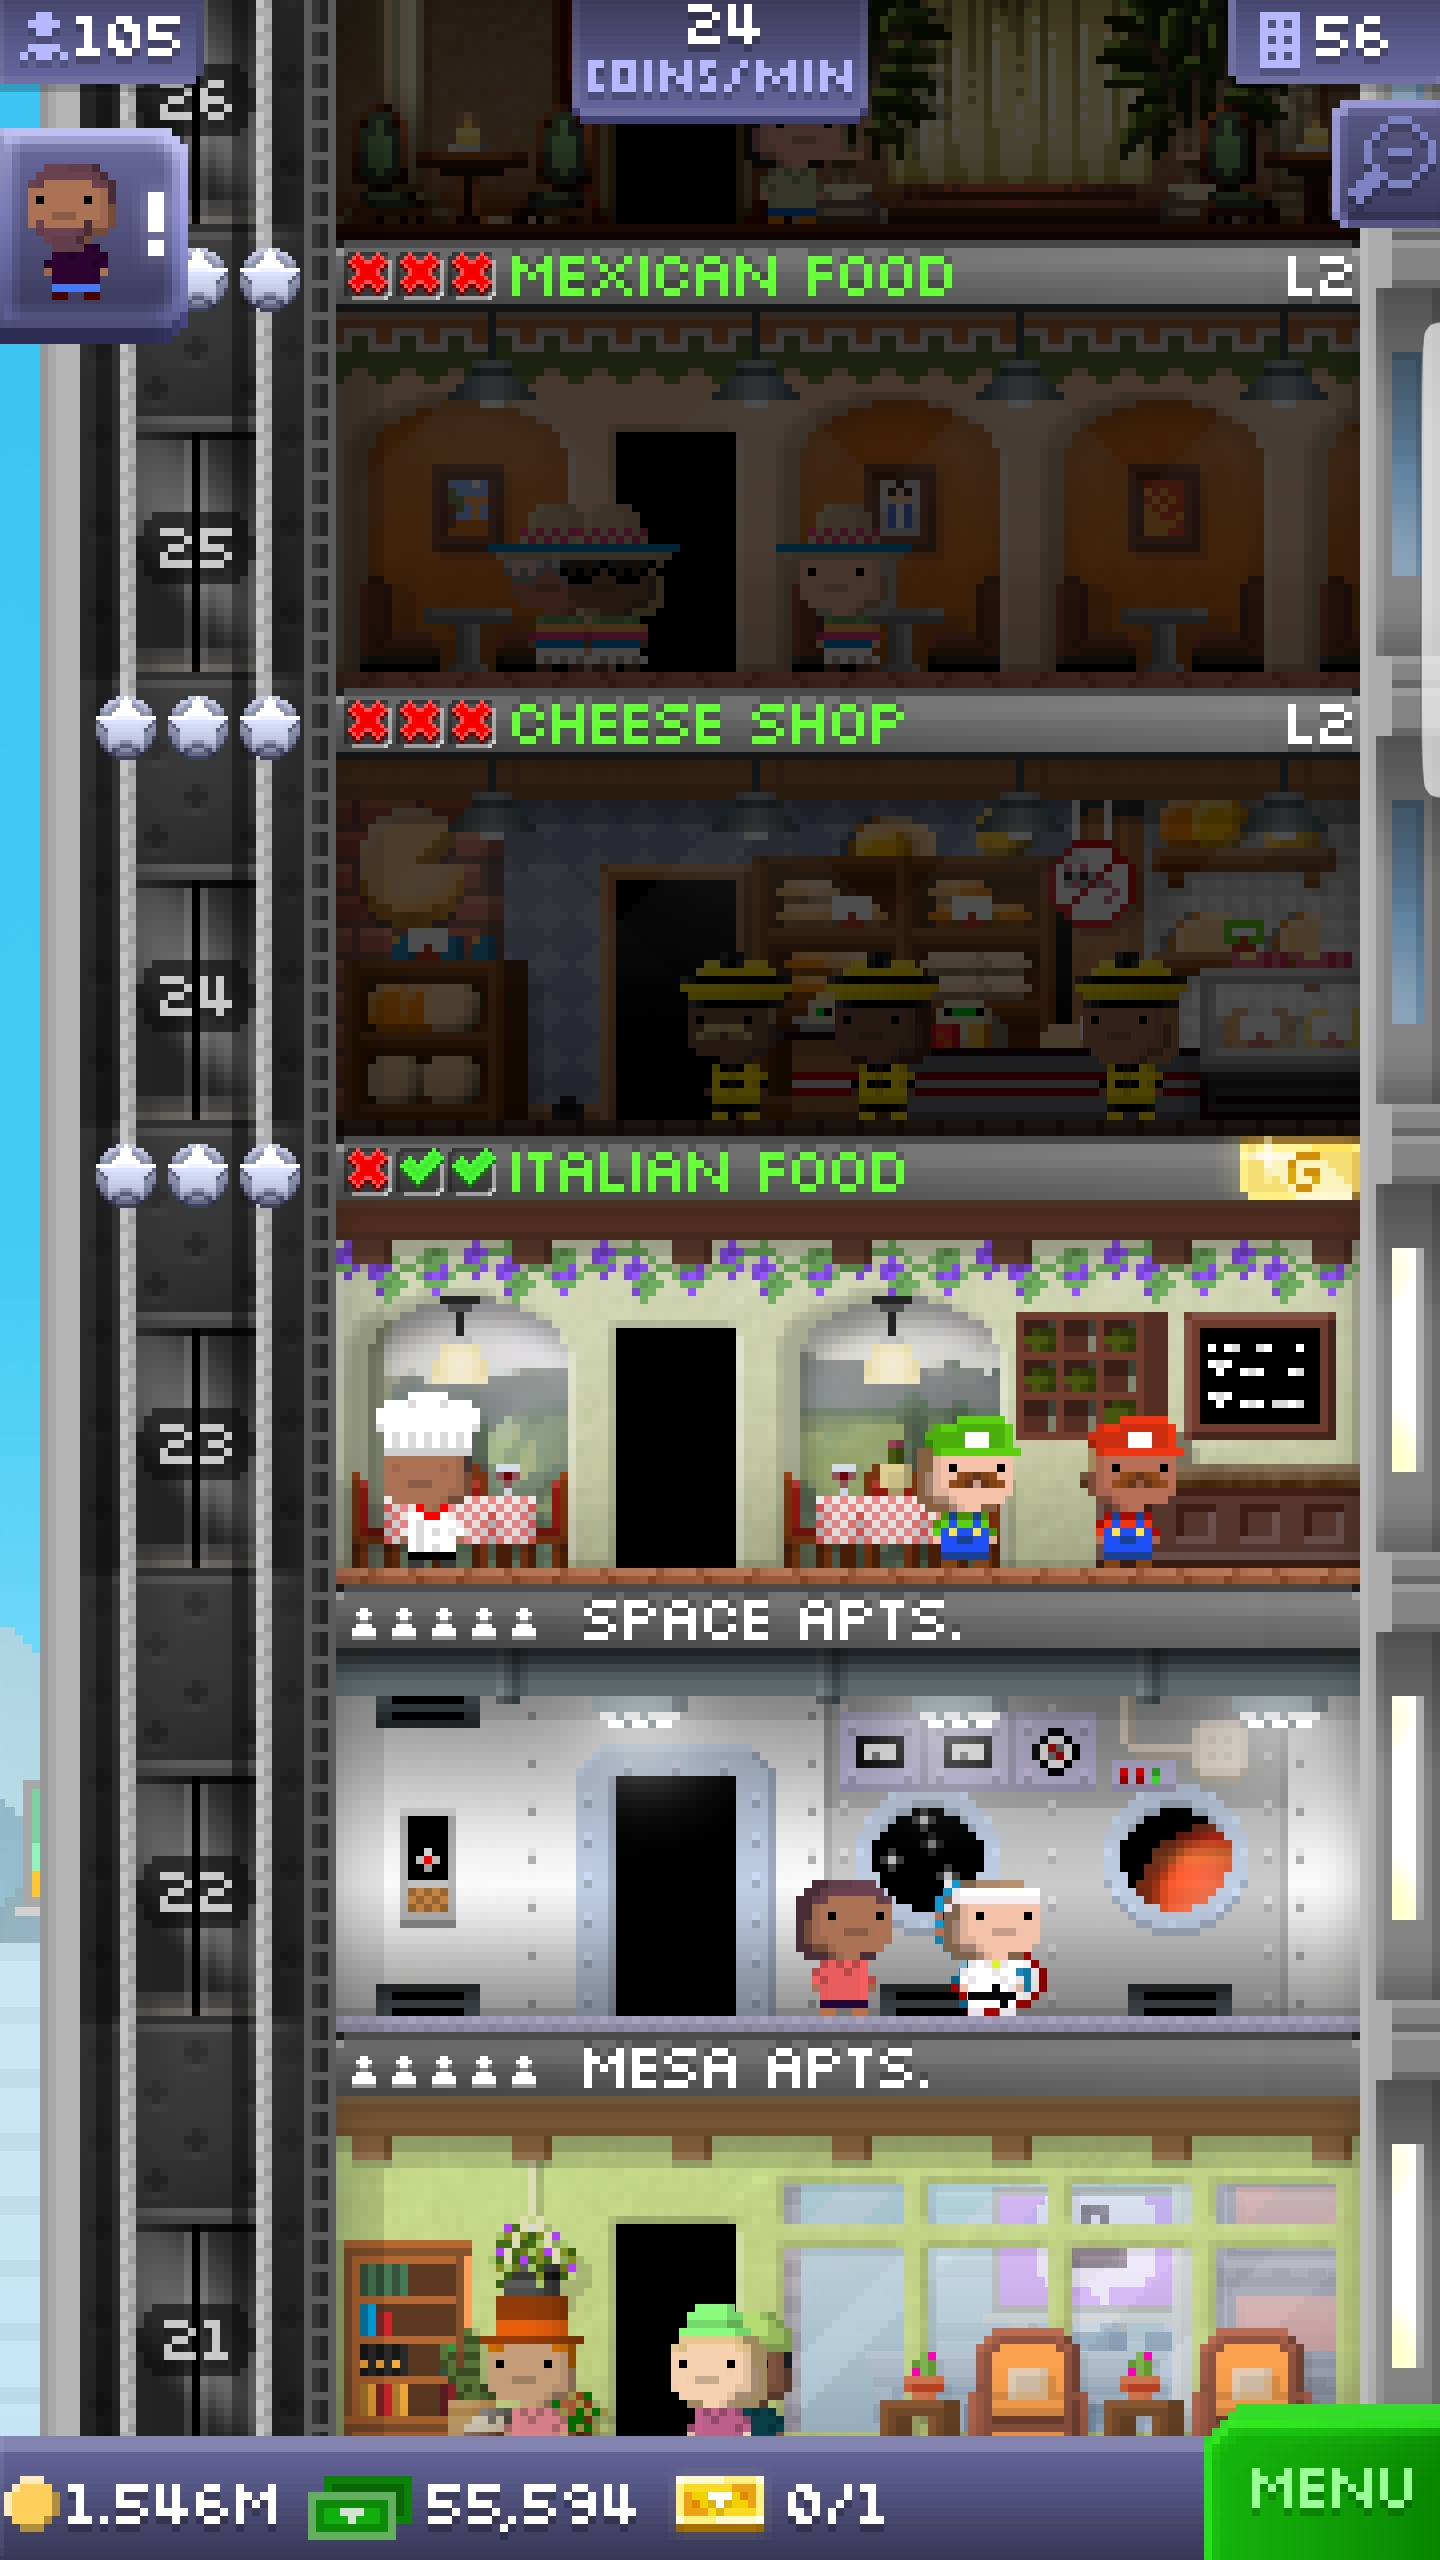 105
24
COINS/MIN
56
26
!
MEXICAN FOOD
L2
25
CHEESE SHOP
L2
24
ITALIAN FOOD
G
23
SPACE APTS.
22
MESA APTS.
21
1.546M
55,594
0/1
MENU